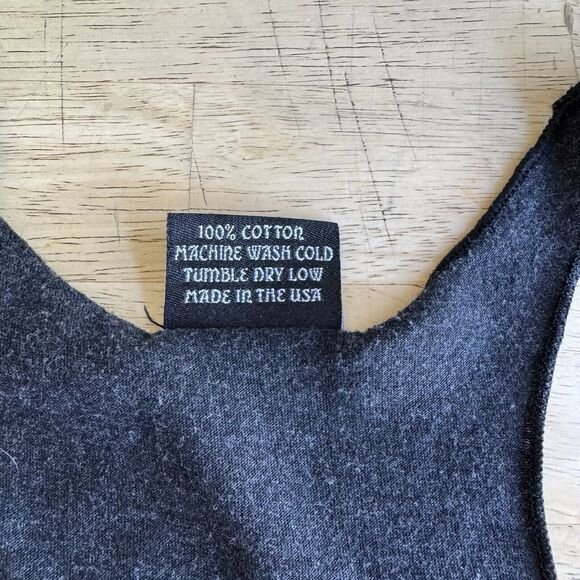 100% COTTON
MACHINE WASH COLD
TUMBLE DRY LOW
MADE IN THE USA